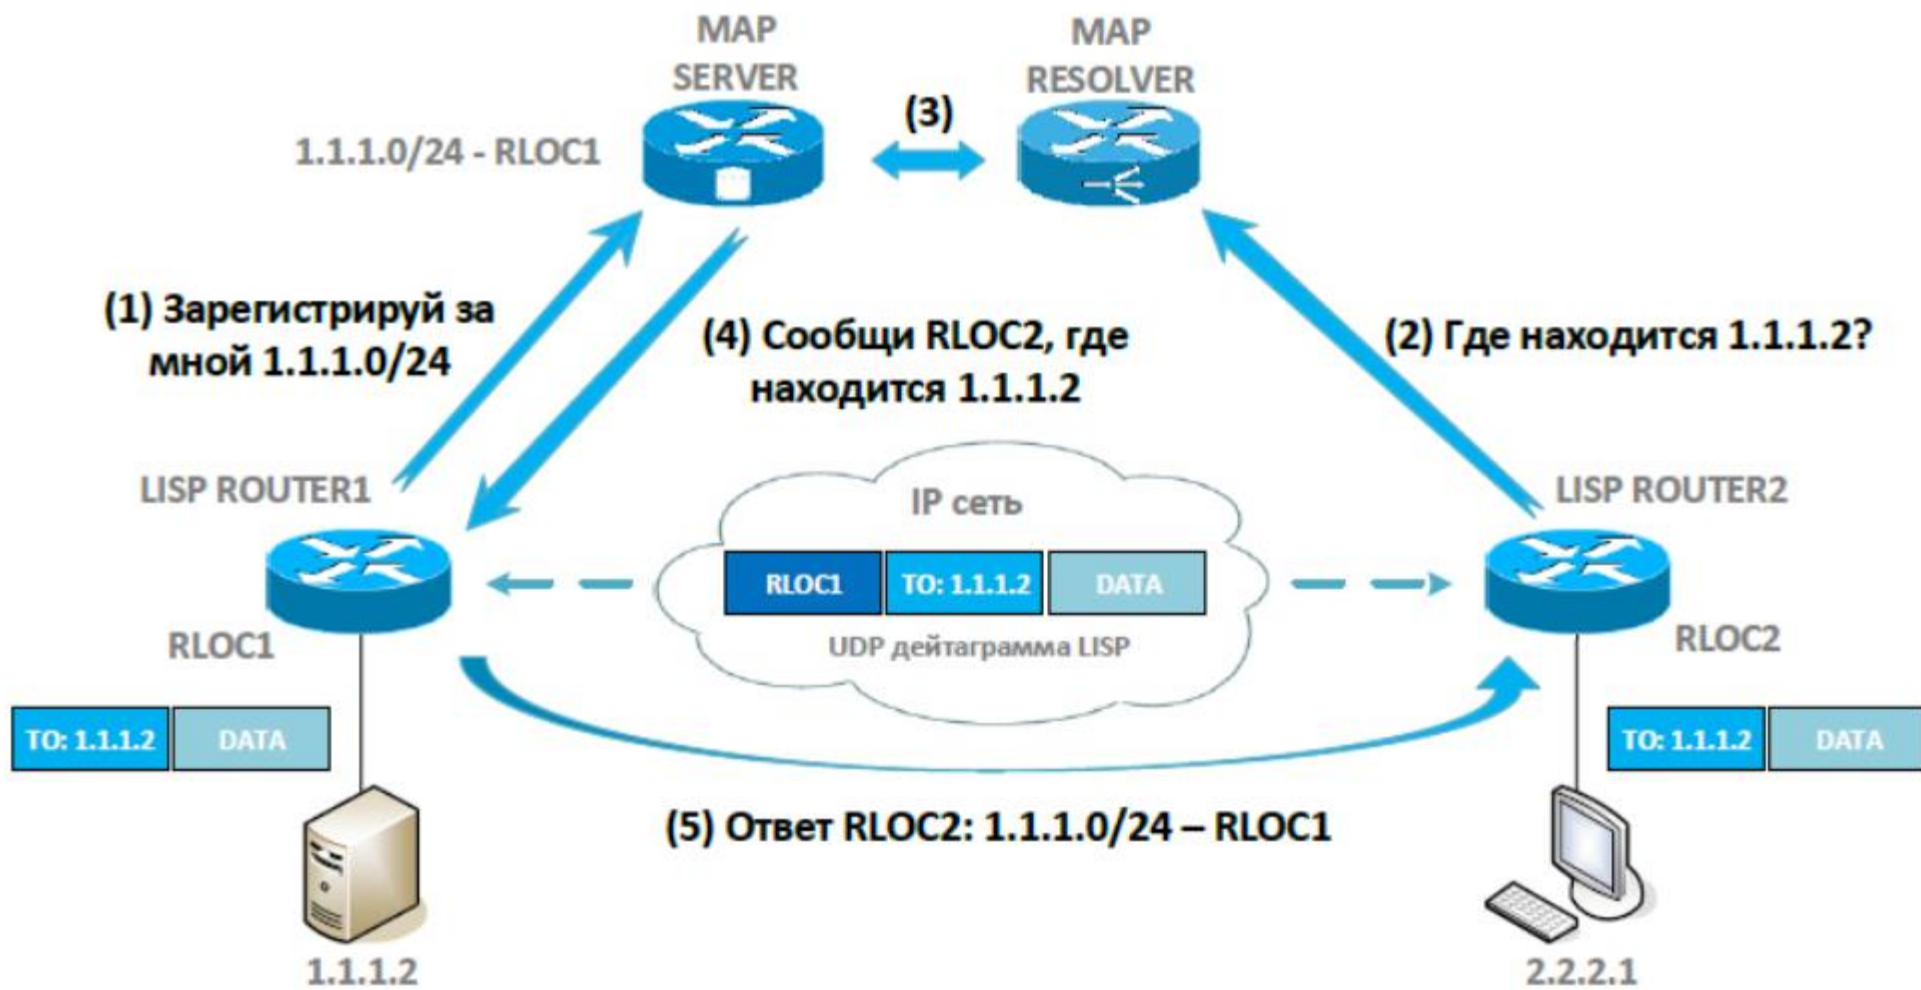 MAP
SERVER
MAP
RESOLVER
(3)
1.1.1.0/24 - RLOC1
(1) Зарегистрируй за
мной 1.1.1.0/24
(4) Сообщи RLOC2, где
находится 1.1.1.2
(2) Где находится 1.1.1.2?
LISP ROUTER1
IP сеть
LISP ROUTER2
RLOC1
TO: 1.1.1.2
DATA
UDP дейтаграмма LISP
RLOC1
RLOC2
TO: 1.1.1.2
DATA
TO: 1.1.1.2
DATA
(5) Ответ RLOC2: 1.1.1.0/24 – RLOC1
1.1.1.2
2.2.2.1